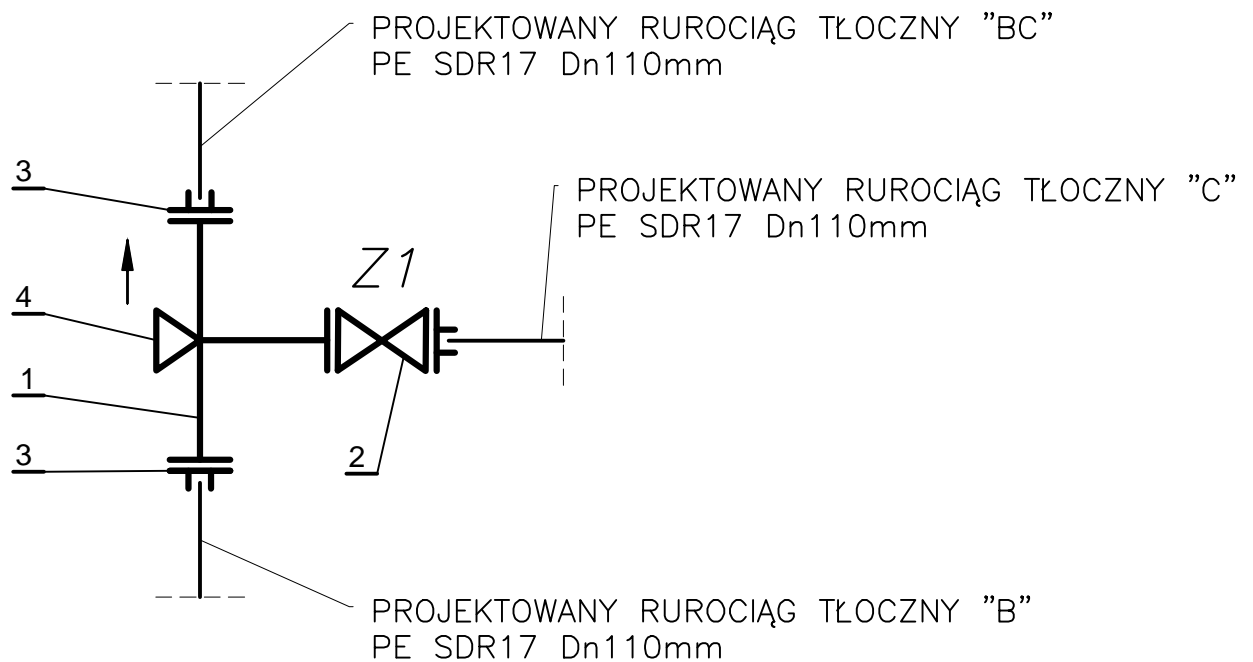 PROJEKTOWANY RUROCIĄG TŁOCZNY ”BC”
PE SDR17 Dn110mm
3
PROJEKTOWANY RUROCIĄG TŁOCZNY ”C”
PE SDR17 Dn110mm
Z1
4
1
3
2
PROJEKTOWANY RUROCIĄG TŁOCZNY ”B”
PE SDR17 Dn110mm